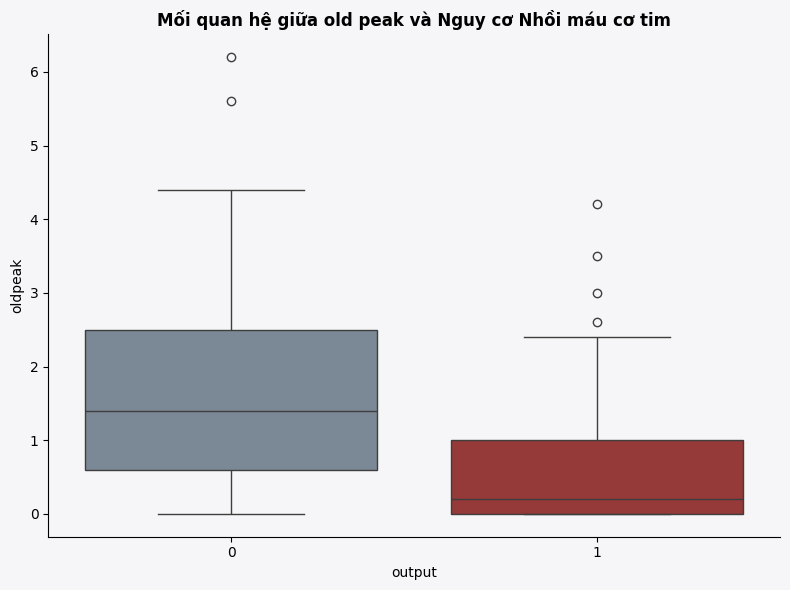 Mối quan hệ giữa old peak và Nguy cơ Nhồi máu cơ tim
6
5
4
3
2
1
0
oldpeak
0 1
output